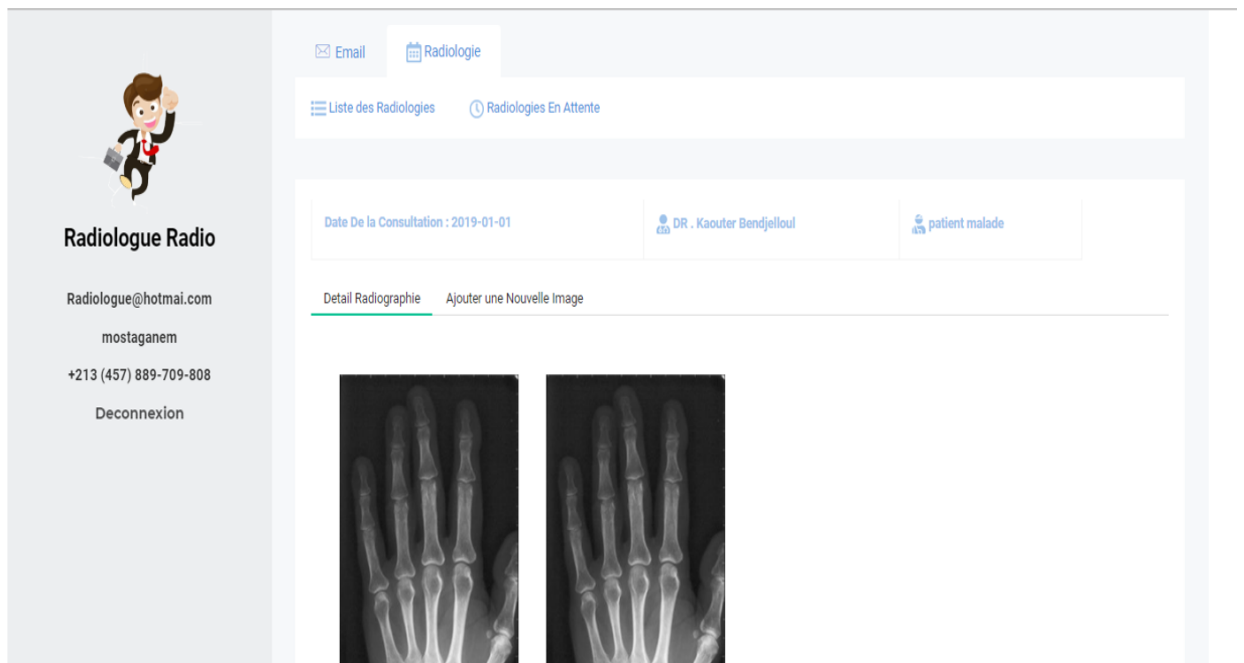 Email
Radiologie
Liste des Radiologies
Radiologies En Attente
Radiologue Radio
Radiologue@hotmai.com
mostaganem
+213 (457) 889-709-808
Deconnexion
Date De la Consultation : 2019-01-01
DR . Kaouter Bendjelloul
patient malade
Detail Radiographie
Ajouter une Nouvelle Image